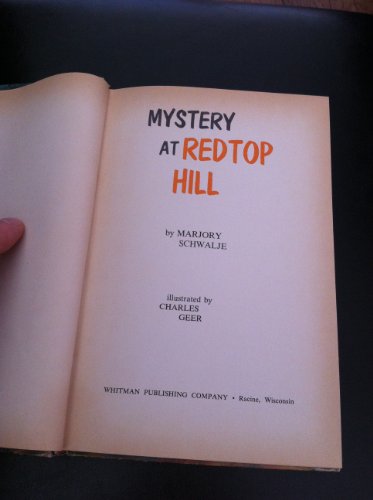 MYSTERY
AT REDTOP
HILL
by MARJORY
SCHWALJE
illustrated by
CHARLES
GEER
WHITMAN PUBLISHING COMPANY • Racine, Wisconsin